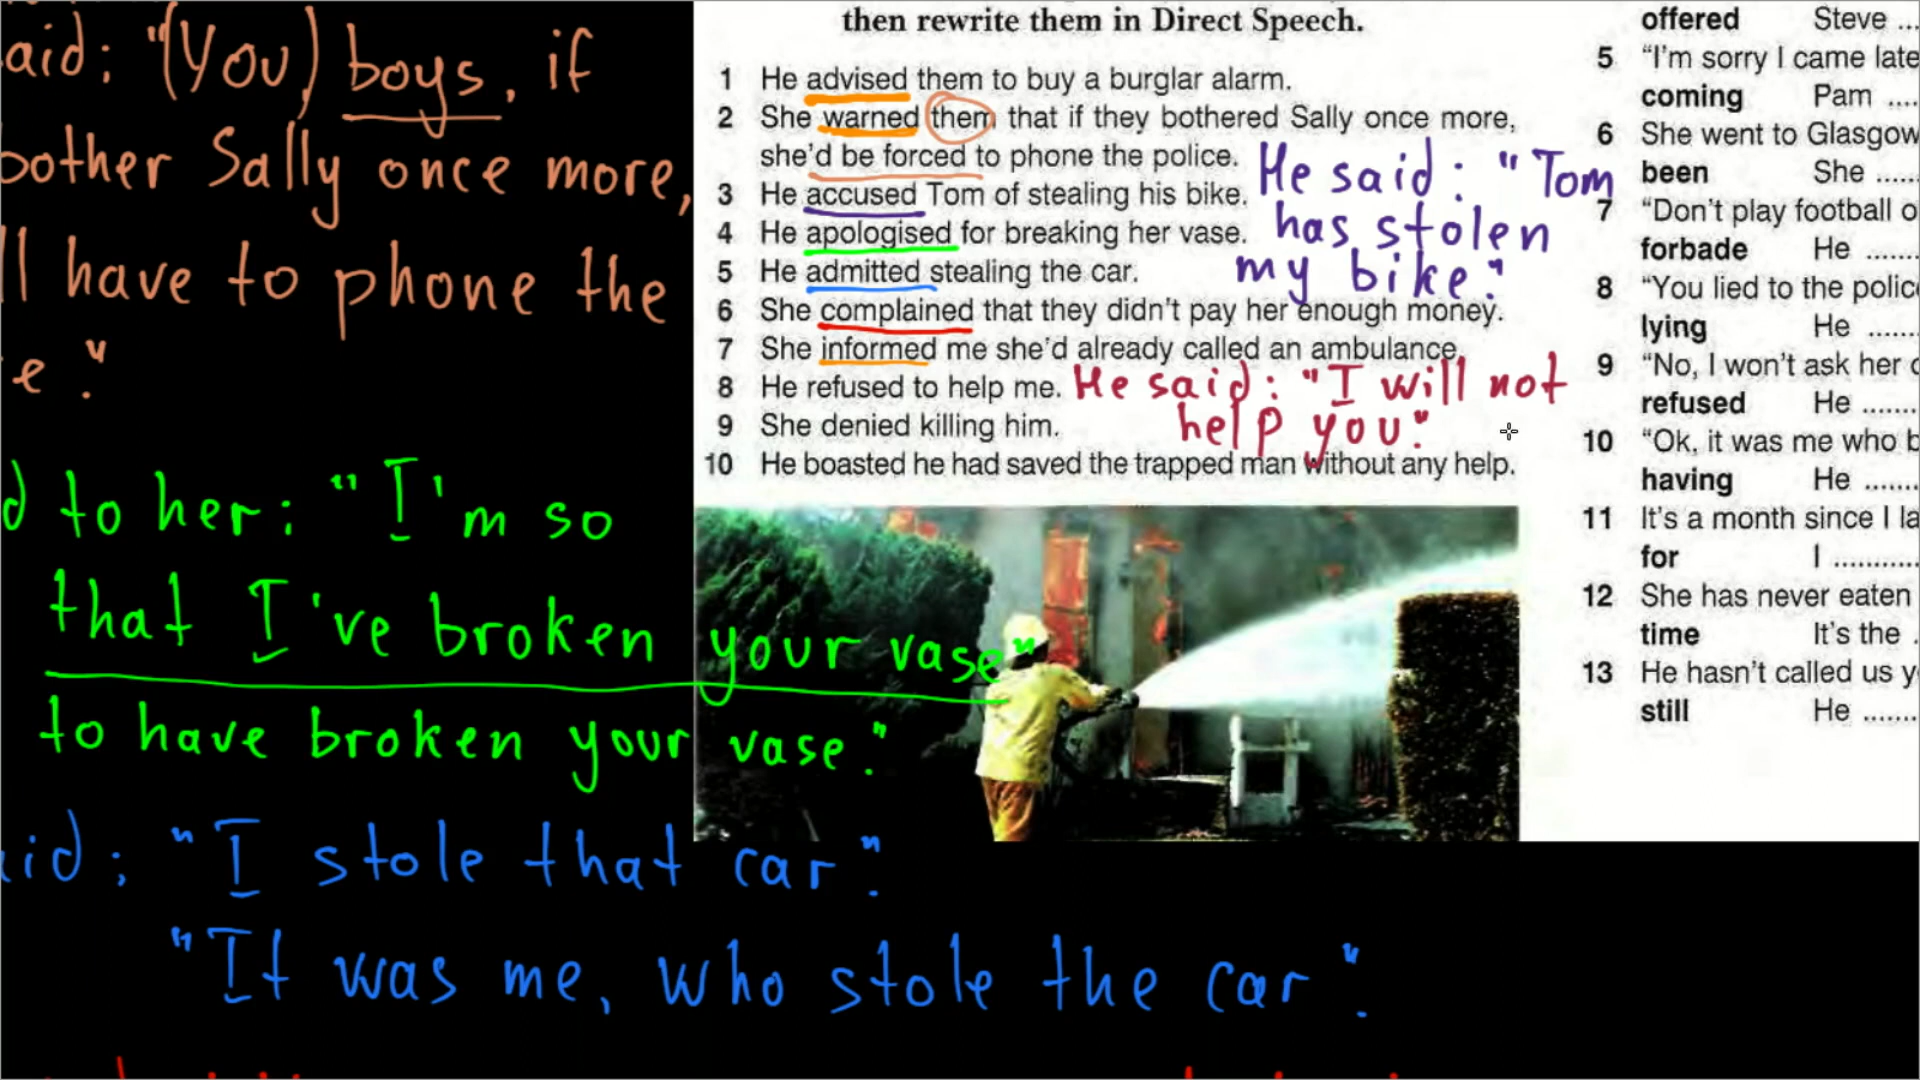 aid: "(You) boys, if
bother Sally once more,
ll have to phone the
e."
d to her: "I'm so
that I've broken your vase"
to have broken your vase."
aid: "I stole that car".
"It was me, who stole the car".
then rewrite them in Direct Speech.
1 He advised them to buy a burglar alarm.
2 She warned them that if they bothered Sally once more,
she'd be forced to phone the police.
3 He accused Tom of stealing his bike.
4 He apologised for breaking her vase.
5 He admitted stealing the car.
6 She complained that they didn't pay her enough money.
7 She informed me she'd already called an ambulance.
8 He refused to help me.
9 She denied killing him.
10 He boasted he had saved the trapped man without any help.
He said: "Tom
has stolen
my bike."
He said: "I will not
help you".
offered Steve ...
5 "I'm sorry I came late
coming Pam ....
6 She went to Glasgow
been She ......
7 "Don't play football o
forbade He .......
8 "You lied to the police
lying He .......
9 "No, I won't ask her
refused He ........
10 "Ok, it was me who b
having He .......
11 It's a month since I la
for I ............
12 She has never eaten
time It's the .
13 He hasn't called us y
still He ........